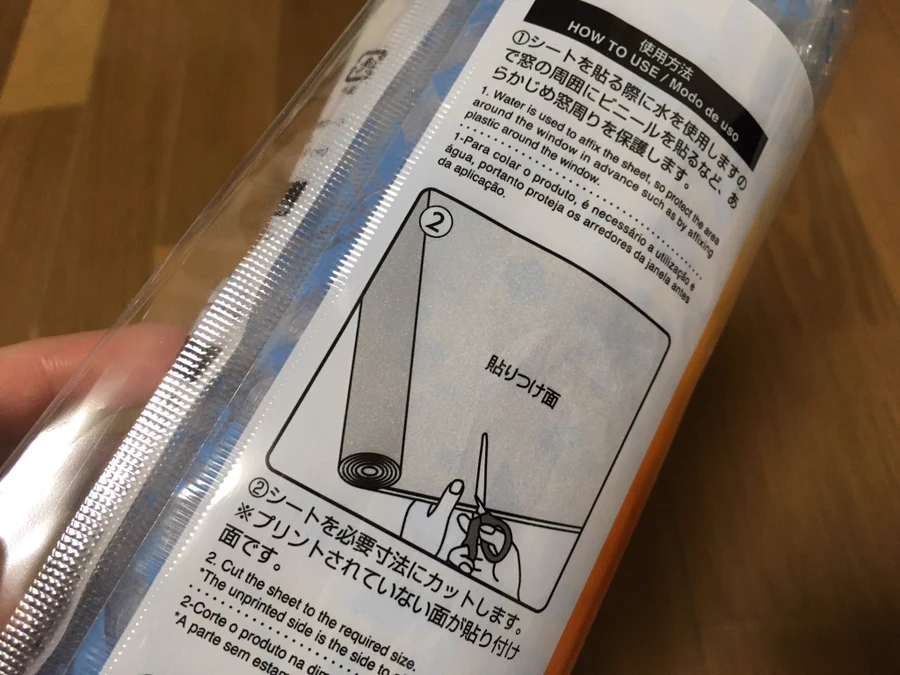 使用方法
HOW TO USE / Modo de uso
①シートを貼る際に水を使用しますの
で窓の周囲にビニールを貼るなど、あ
らかじめ窓周りを保護します。
1. Water is used to affix the sheet, so protect the area
around the window in advance such as by affixing
plastic around the window.
1-Para colar o produto, é necessário a utilização e
água, portanto proteja os arredores da janela antes
da aplicação.
2
貼りつけ面
②シートを必要寸法にカットします。
※プリントされていない面が貼り付け
面です。
2. Cut the sheet to the required size.
*The unprinted side is the side to
2-Corte o produto na
*A parte sem